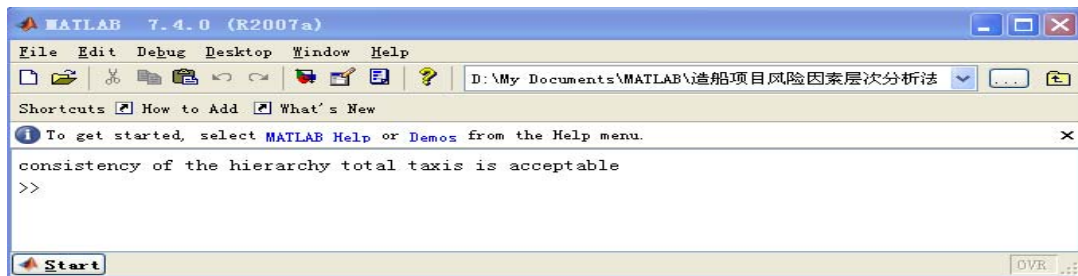 MATLAB 7.4.0 (R2007a)
File Edit Debug Desktop Window Help
D:\My Documents\MATLAB\造船项目风险因素层次分析法
Shortcuts How to Add What's New
To get started, select MATLAB Help or Demos from the Help menu.
consistency of the hierarchy total taxis is acceptable
>>
Start
OVR